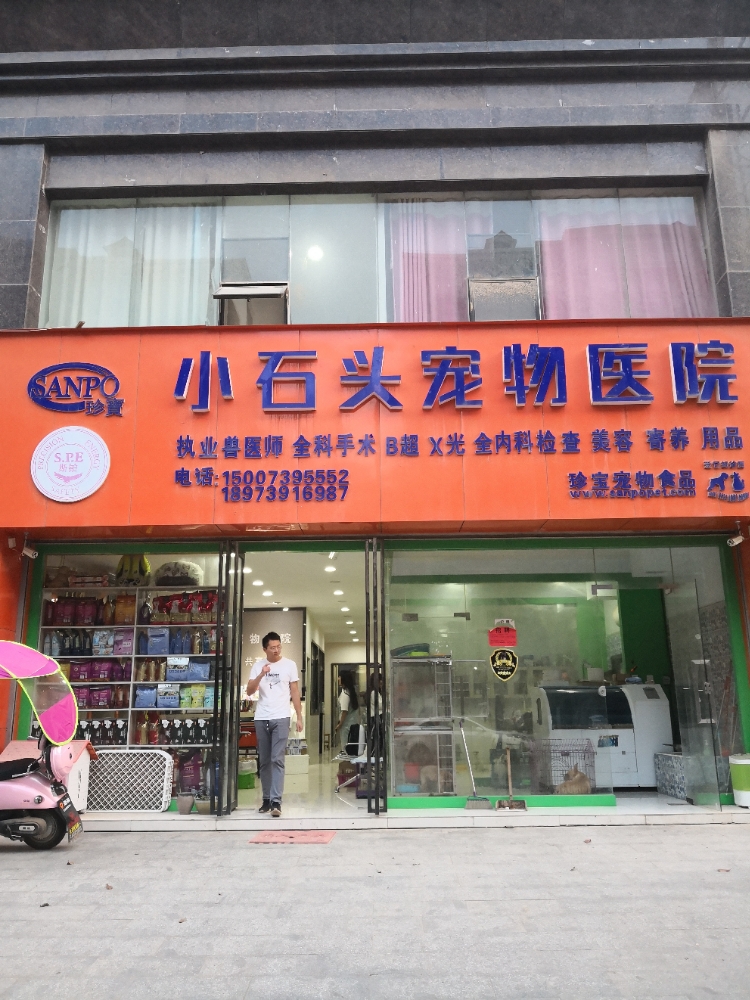 小石头宠物医院
SANPO
珍寶
执业兽医师 全科手术 B超 X光 全内科检查 美容 寄养 用品
S.P.E
电话:15007395552
18973916987
珍宝宠物食品
www.sanpopet.com